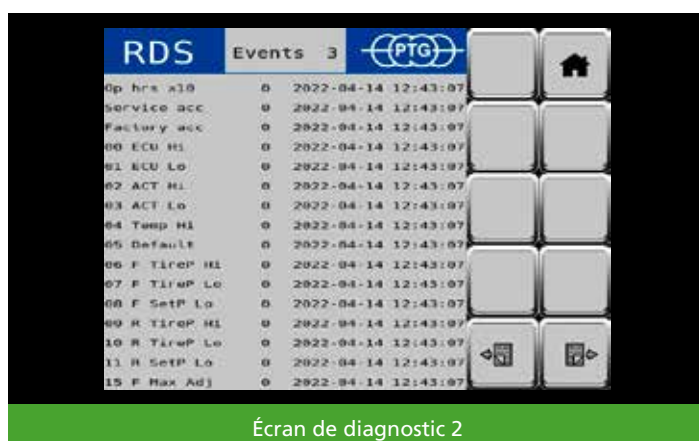 RDS Events 3 PTG
Op hrs x10 0 2022-04-14 12:43:07
Service acc 0 2022-04-14 12:43:07
Factory acc 0 2022-04-14 12:43:07
00 ECU Hi 0 2022-04-14 12:43:07
01 ECU Lo 0 2022-04-14 12:43:07
02 ACT Hi 0 2022-04-14 12:43:07
03 ACT Lo 0 2022-04-14 12:43:07
04 Temp Hi 0 2022-04-14 12:43:07
05 Default 0 2022-04-14 12:43:07
06 F TireP Hi 0 2022-04-14 12:43:07
07 F TireP Lo 0 2022-04-14 12:43:07
08 F SetP Lo 0 2022-04-14 12:43:07
09 R TireP Hi 0 2022-04-14 12:43:07
10 R TireP Lo 0 2022-04-14 12:43:07
11 R SetP Lo 0 2022-04-14 12:43:07
15 F Max Adj 0 2022-04-14 12:43:07
Écran de diagnostic 2